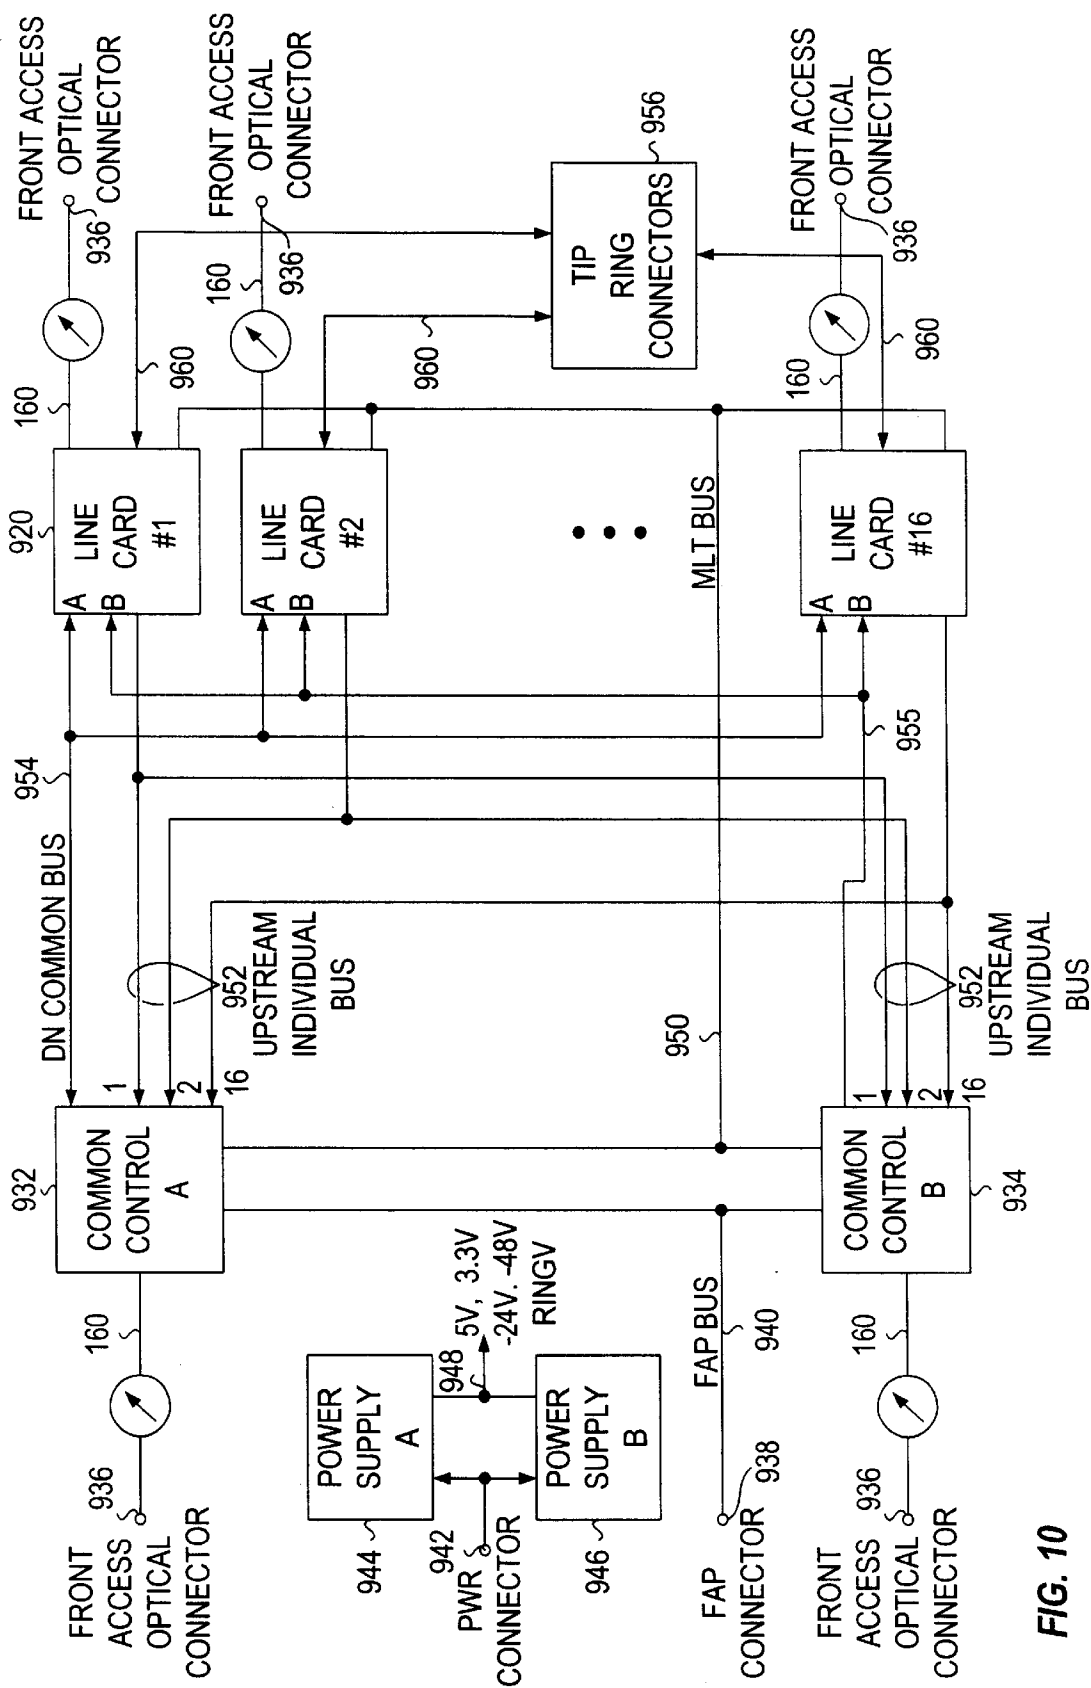 FRONT
ACCESS
OPTICAL
CONNECTOR
936
160
932
COMMON
CONTROL
A
1
2
16
DN COMMON BUS
954
952
UPSTREAM
INDIVIDUAL
BUS
920
LINE
CARD
#1
A
B
160
960
936
FRONT ACCESS
OPTICAL
CONNECTOR
LINE
CARD
#2
A
B
160
960
936
FRONT ACCESS
OPTICAL
CONNECTOR
944
POWER
SUPPLY
A
942
PWR
CONNECTOR
948
5V, 3.3V
-24V. -48V
RINGV
946
POWER
SUPPLY
B
TIP
RING
CONNECTORS
956
FAP
CONNECTOR
938
FAP BUS
940
950
MLT BUS
FRONT
ACCESS
OPTICAL
CONNECTOR
936
160
COMMON
CONTROL
B
934
1
2
16
952
UPSTREAM
INDIVIDUAL
BUS
955
LINE
CARD
#16
A
B
160
960
936
FRONT ACCESS
OPTICAL
CONNECTOR
FIG. 10